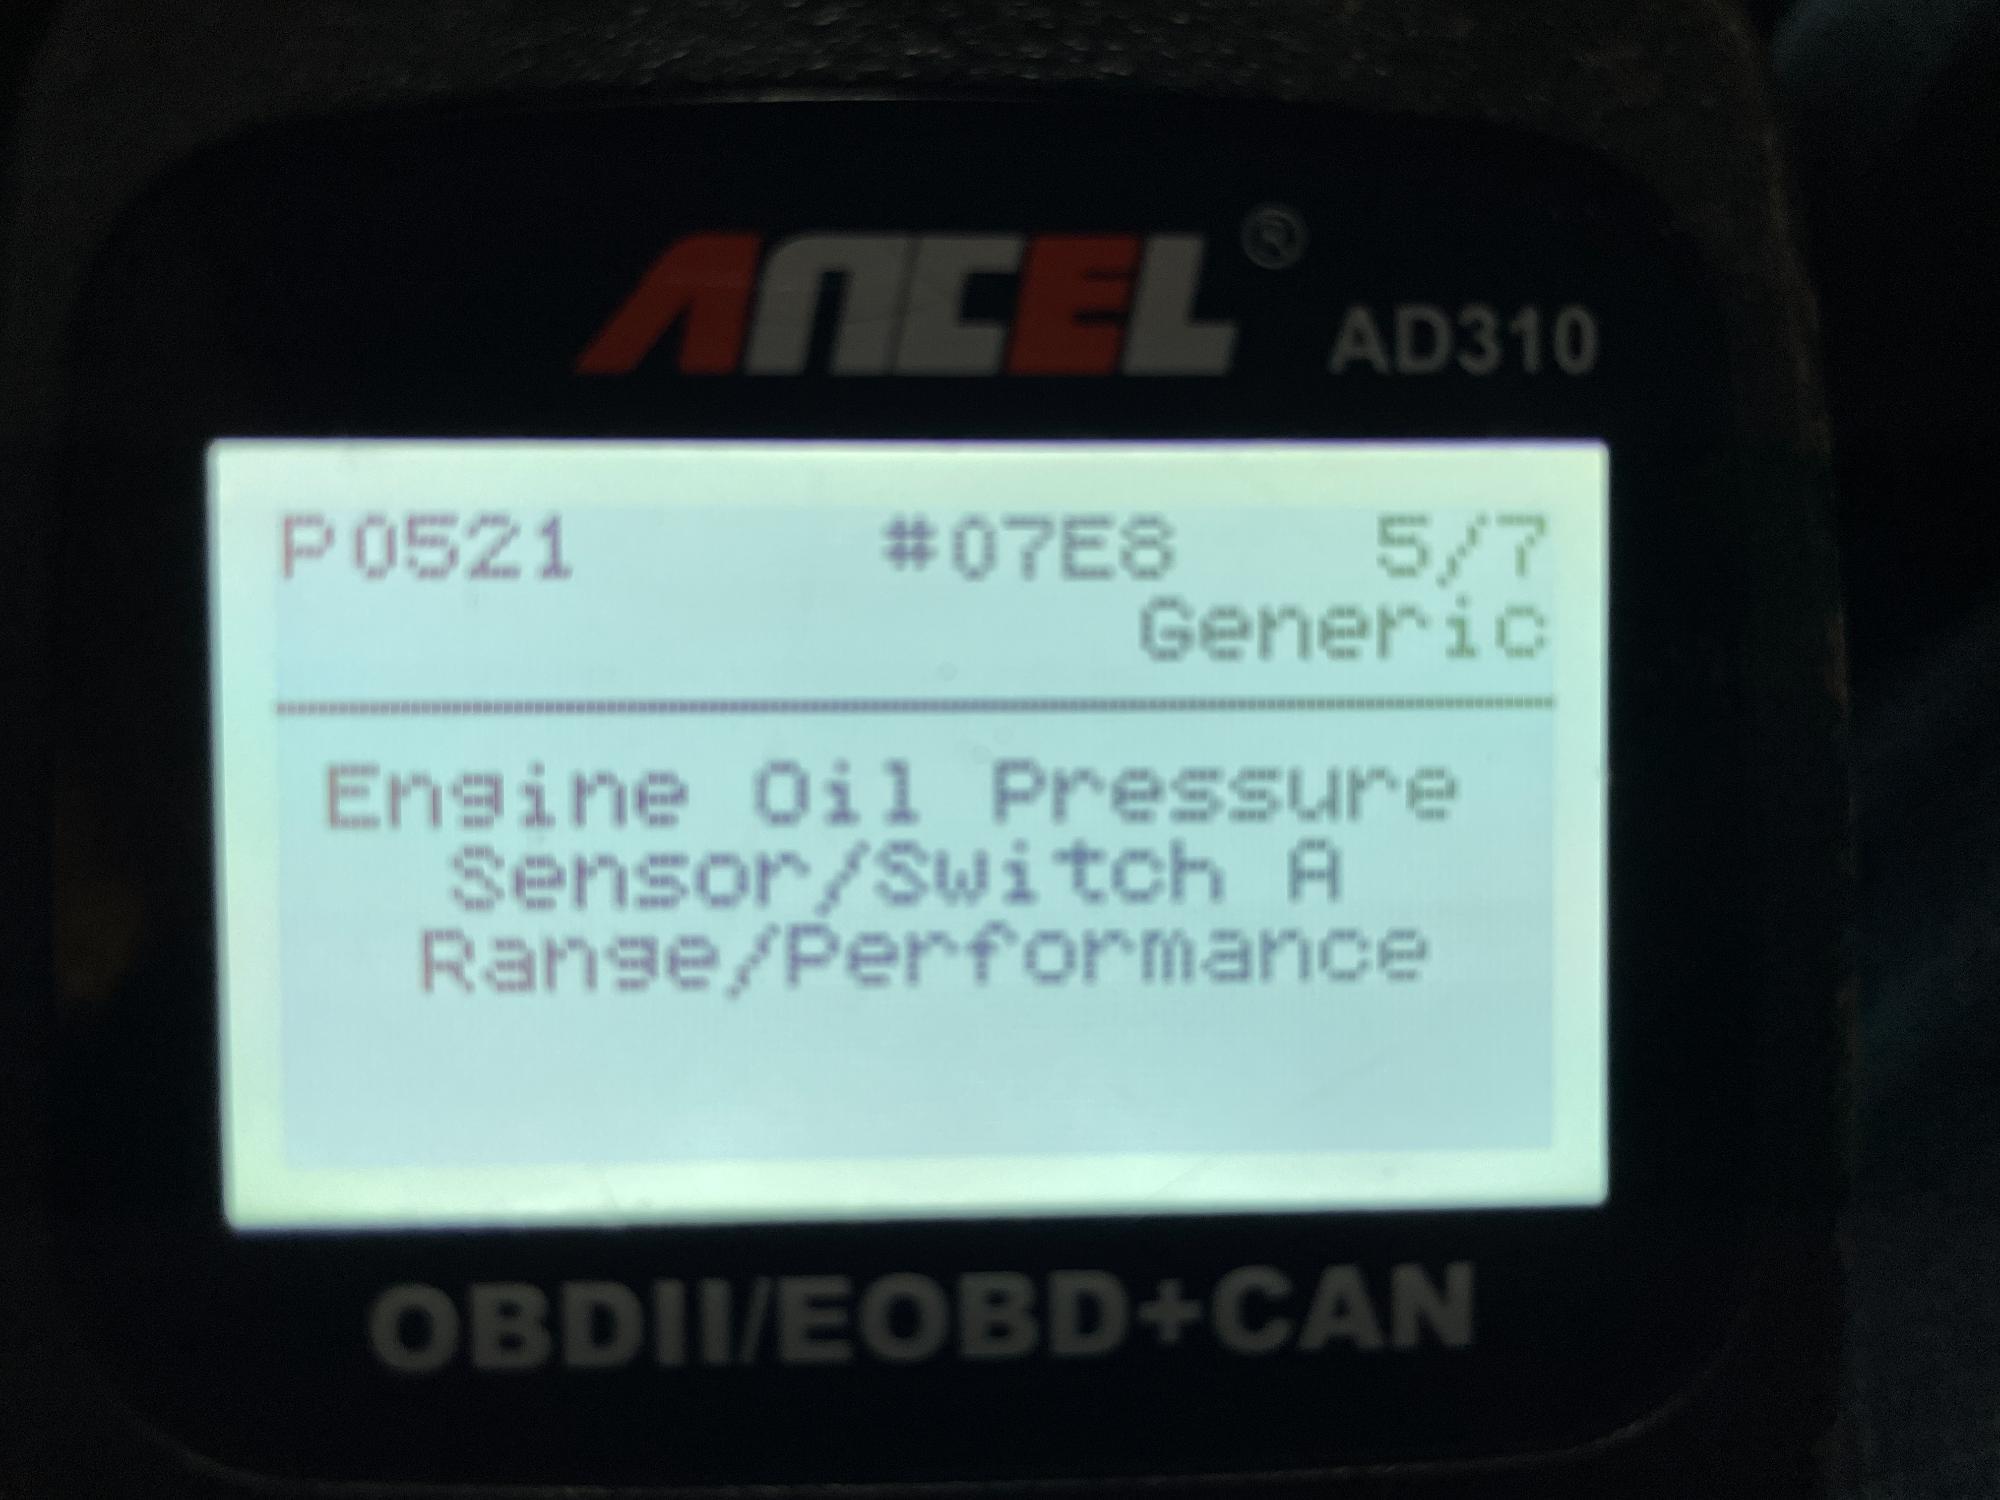 ANCEL®
AD310
P0521 #07E8 5/7
Generic
Engine Oil Pressure
Sensor/Switch A
Range/Performance
OBDII/EOBD+CAN